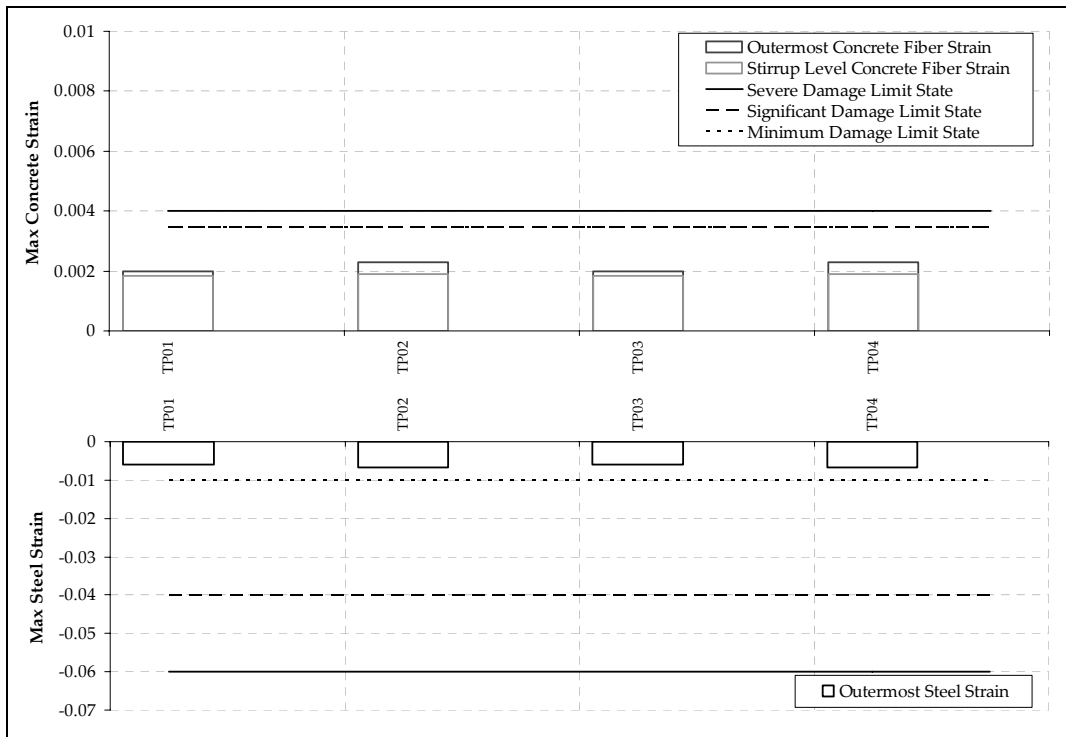 0.01
Outermost Concrete Fiber Strain
Stirrup Level Concrete Fiber Strain
Severe Damage Limit State
Significant Damage Limit State
Minimum Damage Limit State
0.008
0.006
0.004
0.002
0
Max Concrete Strain
TP01
TP02
TP03
TP04
TP01
TP02
TP03
TP04
0
-0.01
-0.02
-0.03
-0.04
-0.05
-0.06
-0.07
Max Steel Strain
Outermost Steel Strain